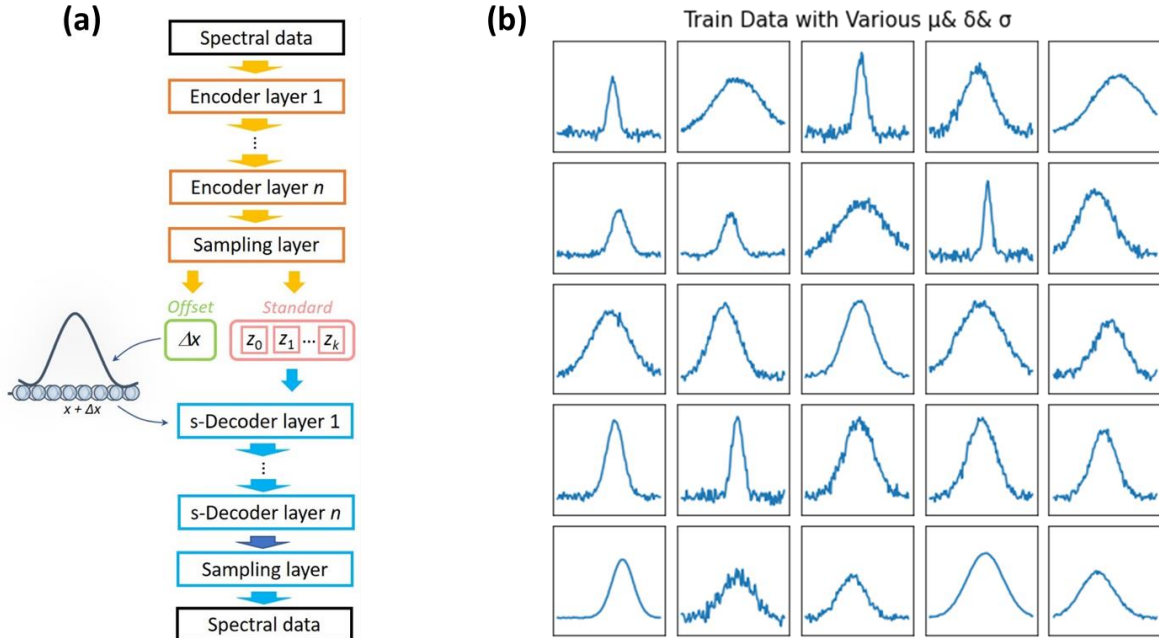 (a)
Spectral data
Encoder layer 1
⋮
Encoder layer n
Sampling layer
Offset
Standard
Δx
z₀ z₁ ... zₖ
x + Δx
s-Decoder layer 1
⋮
s-Decoder layer n
Sampling layer
Spectral data
(b)
Train Data with Various μ& δ& σ